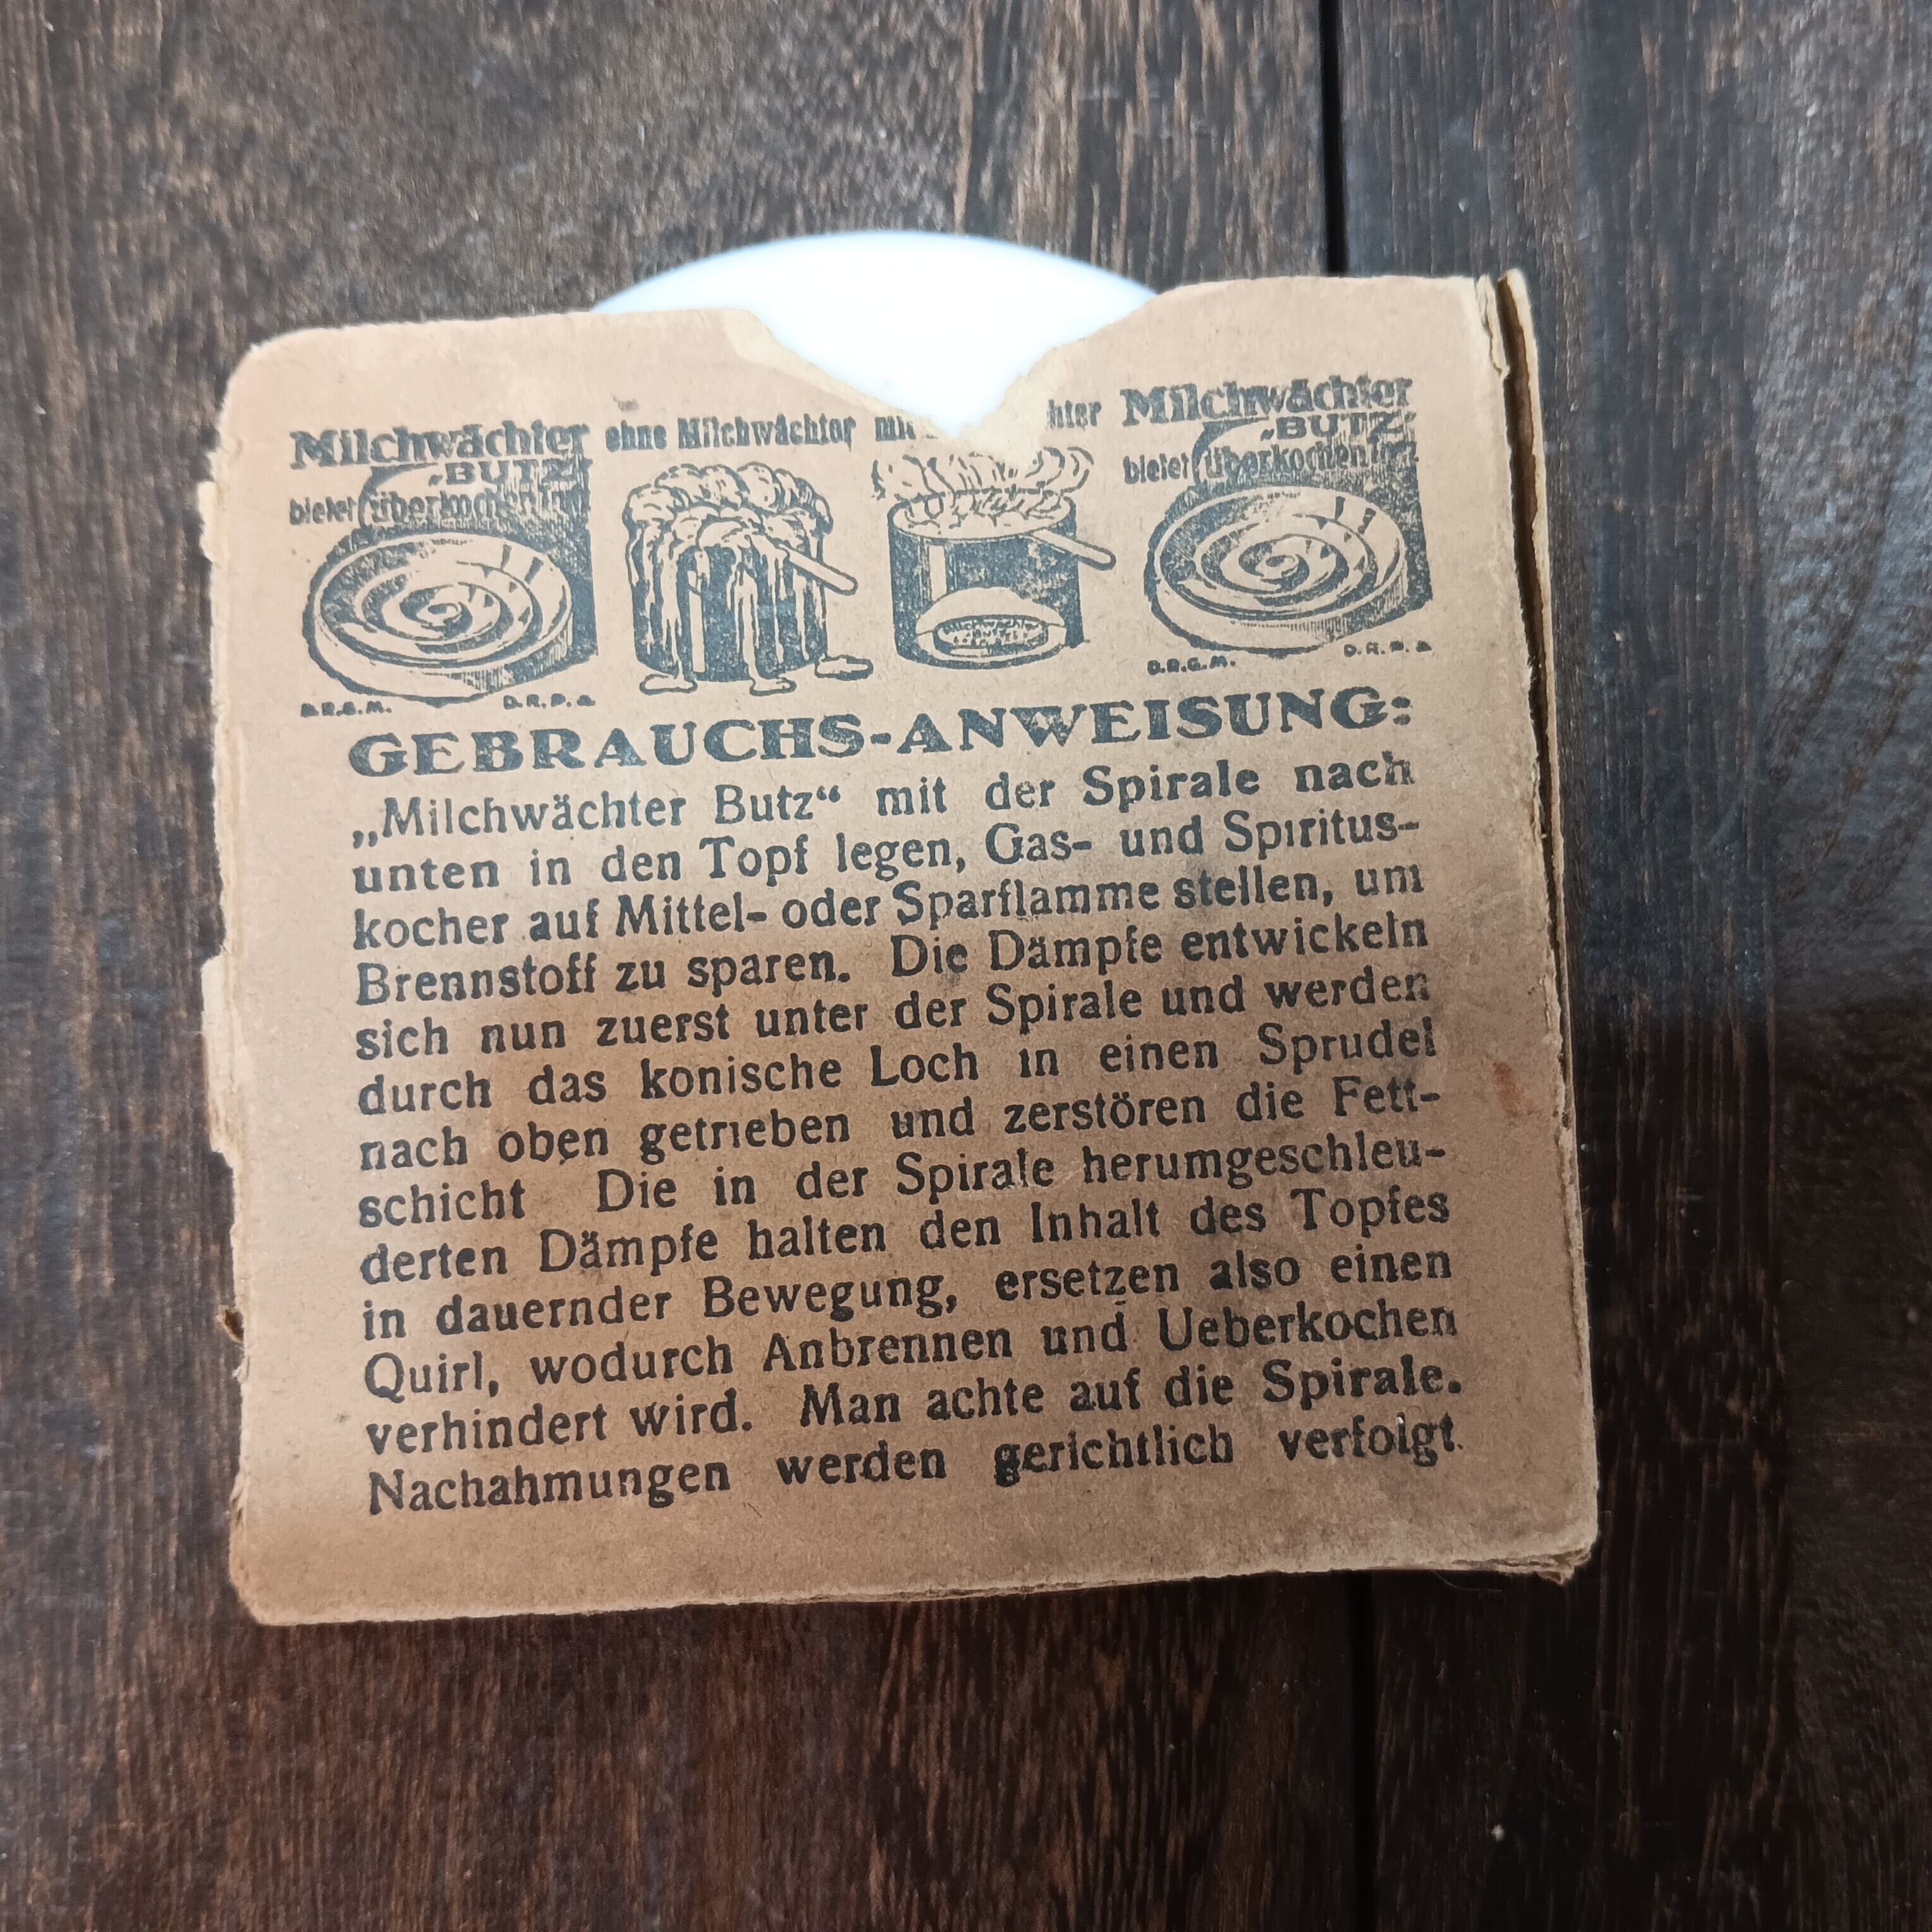 Milchwächter ohne Milchwächter mit Milchwächter
"BUTZ" "BUTZ"
bietet überkochen bietet überkochen
D.R.G.M. D.R.P.a. D.R.G.M. D.R.P.a.
GEBRAUCHS-ANWEISUNG:
„Milchwächter Butz“ mit der Spirale nach
unten in den Topf legen, Gas- und Spiritus-
kocher auf Mittel- oder Sparflamme stellen, um
Brennstoff zu sparen. Die Dämpfe entwickeln
sich nun zuerst unter der Spirale und werden
durch das konische Loch in einen Sprudel
nach oben getrieben und zerstören die Fett-
schicht Die in der Spirale herumgeschleu-
derten Dämpfe halten den Inhalt des Topfes
in dauernder Bewegung, ersetzen also einen
Quirl, wodurch Anbrennen und Ueberkochen
verhindert wird. Man achte auf die Spirale.
Nachahmungen werden gerichtlich verfolgt.